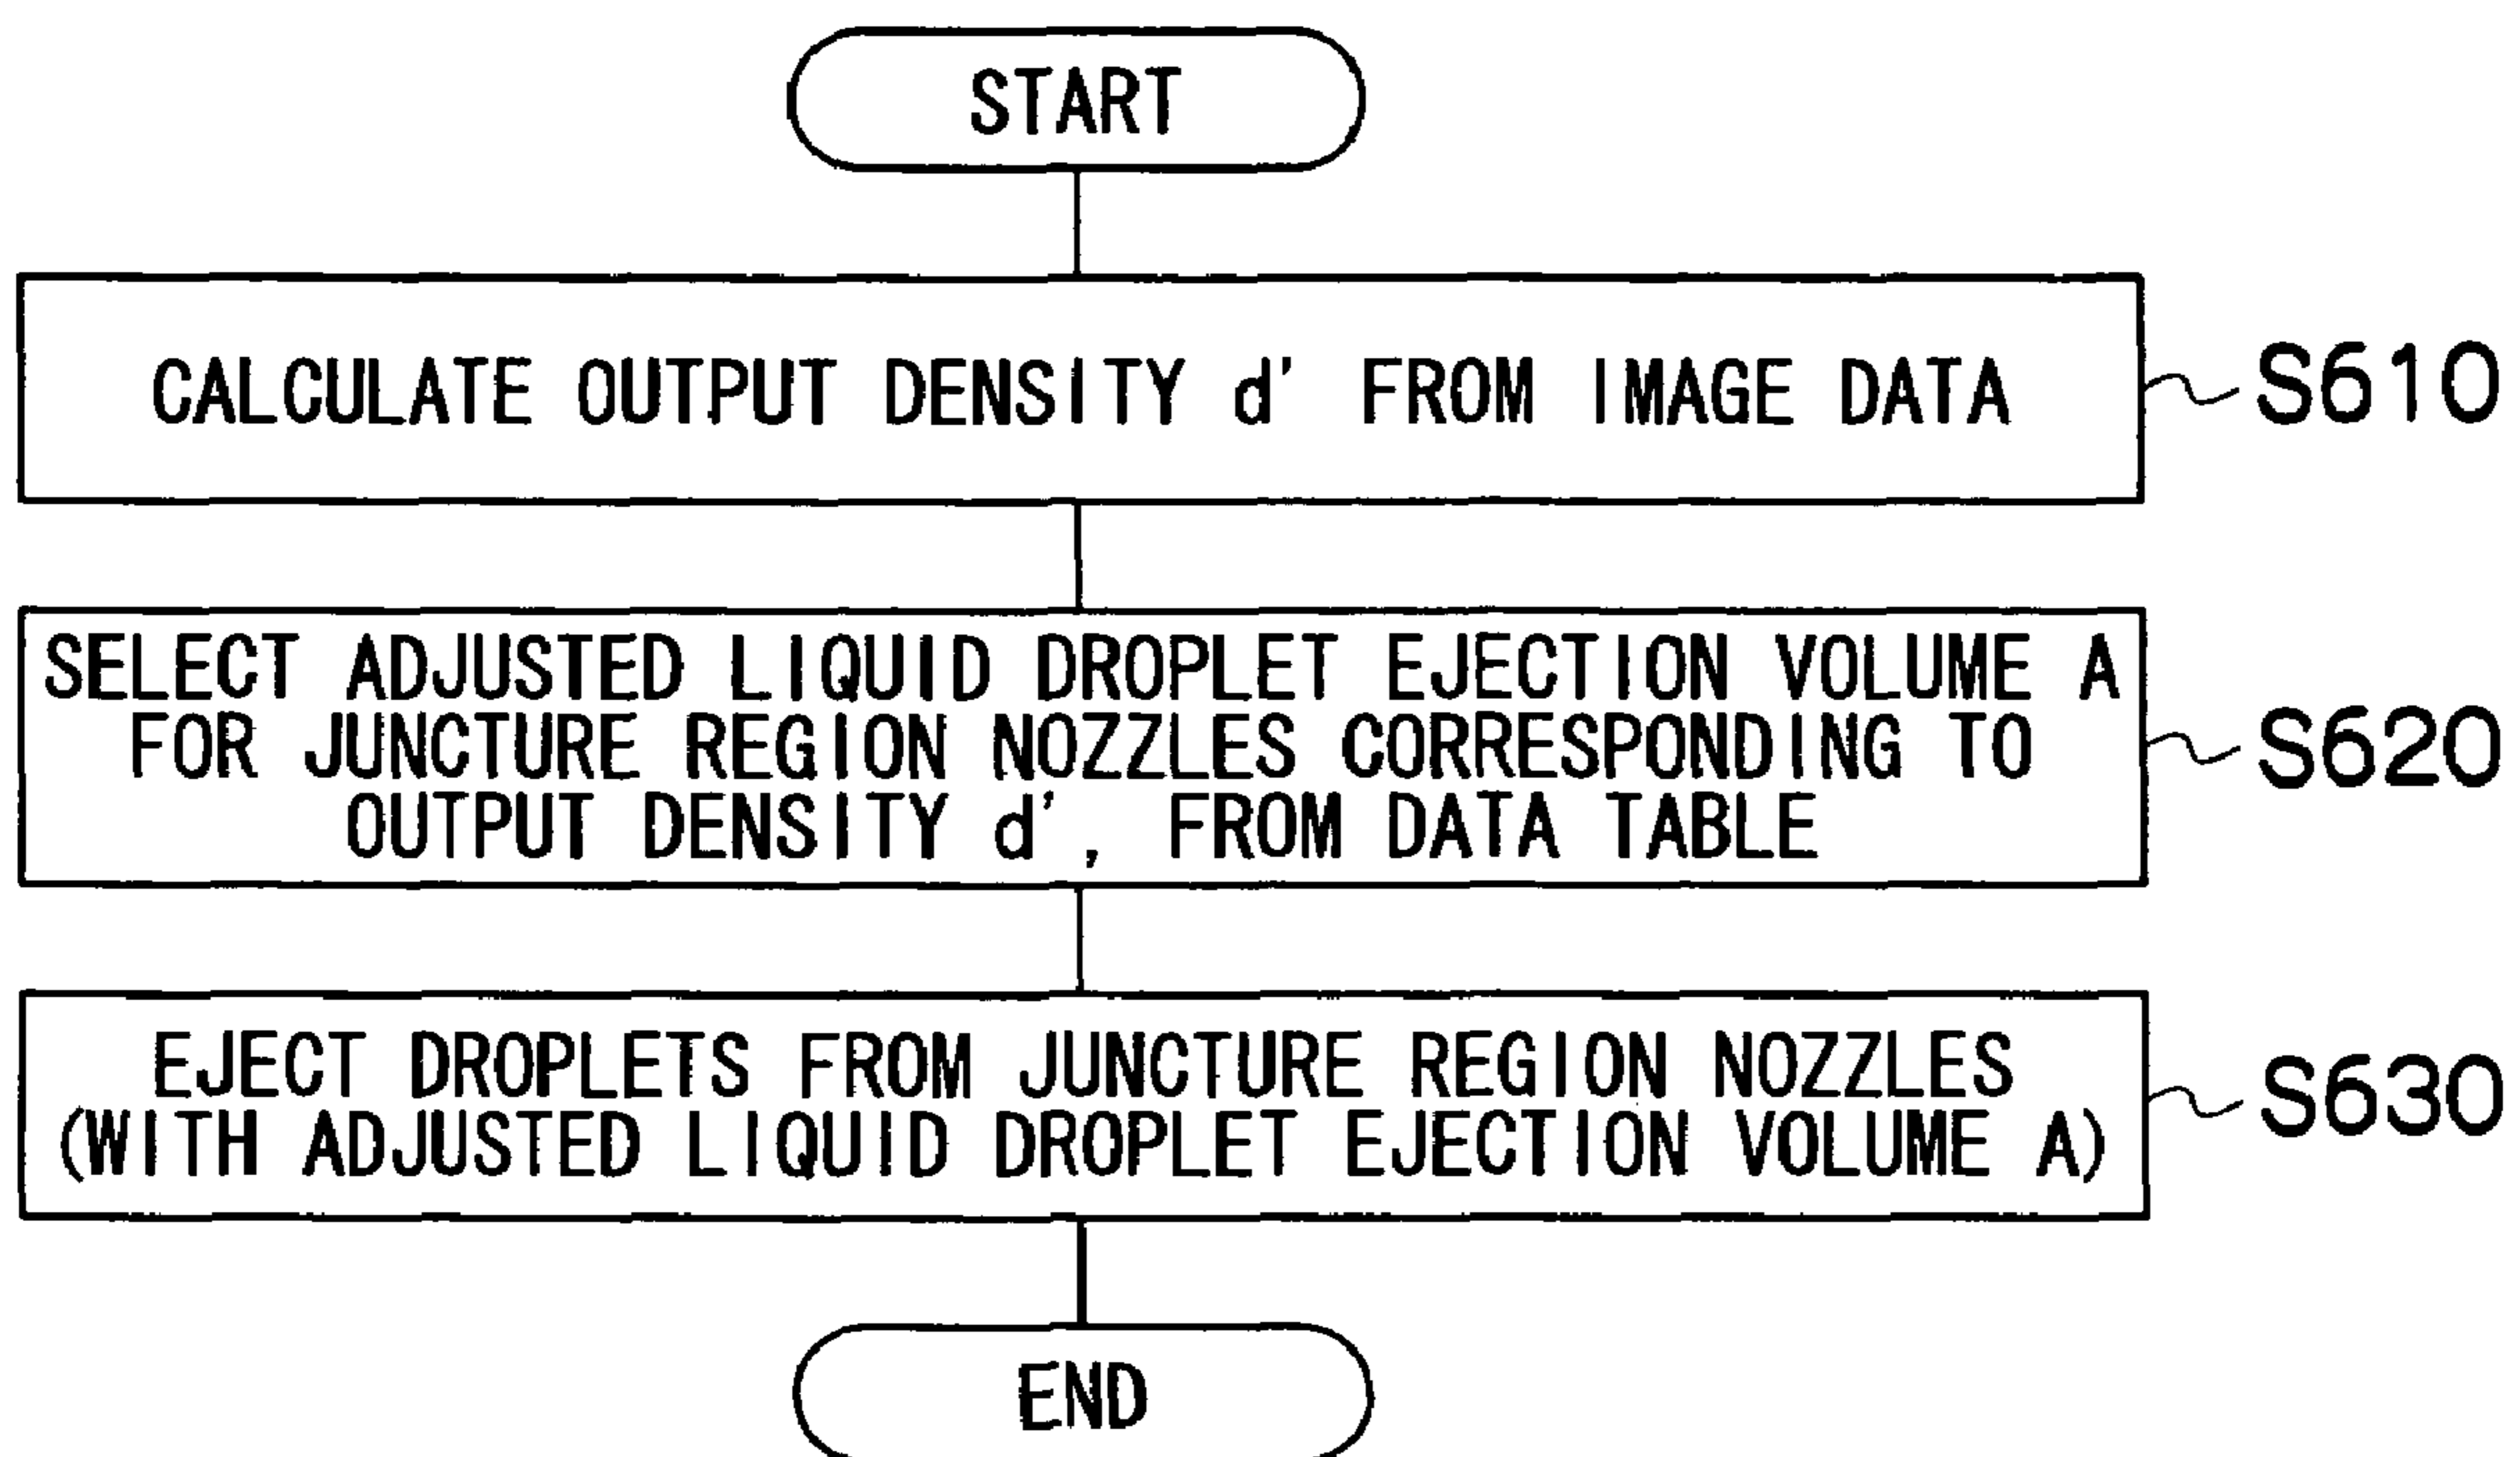 START
CALCULATE OUTPUT DENSITY d' FROM IMAGE DATA
S610
SELECT ADJUSTED LIQUID DROPLET EJECTION VOLUME A
FOR JUNCTURE REGION NOZZLES CORRESPONDING TO
OUTPUT DENSITY d', FROM DATA TABLE
S620
EJECT DROPLETS FROM JUNCTURE REGION NOZZLES
(WITH ADJUSTED LIQUID DROPLET EJECTION VOLUME A)
S630
END